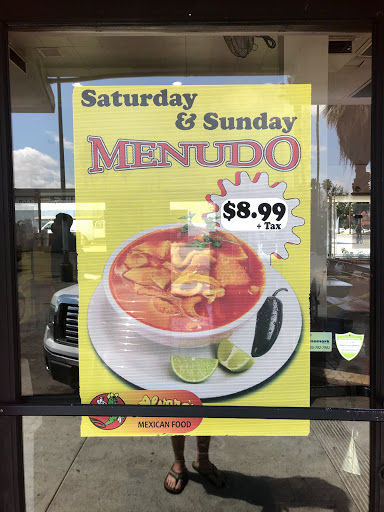 Saturday
& Sunday
MENUDO
$8.99
+ Tax
MEXICAN FOOD